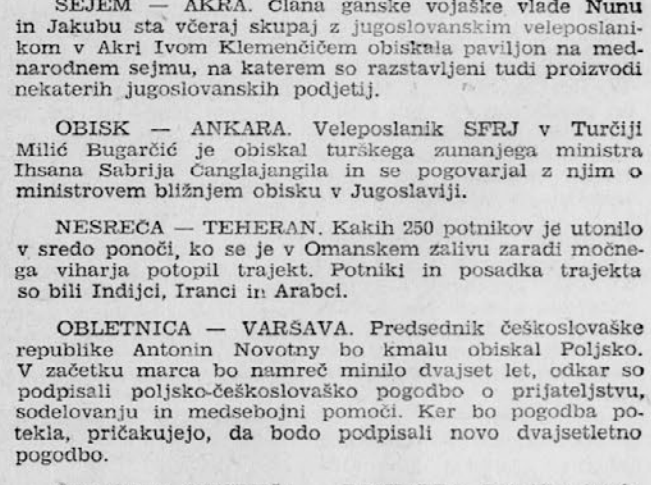 SEJEM — AKRA. Člana ganske vojaške vlade Nunu
in Jakubu sta včeraj skupaj z jugoslovanskim veleposlani-
kom v Akri Ivom Klemenčičem obiskala paviljon na med-
narodnem sejmu, na katerem so razstavljeni tudi proizvodi
nekaterih jugoslovanskih podjetij.
OBISK — ANKARA. Veleposlanik SFRJ v Turčiji
Milić Bugarčić je obiskal turškega zunanjega ministra
Ihsana Sabrija Čanglajangila in se pogovarjal z njim o
ministrovem bližnjem obisku v Jugoslaviji.
NESREČA — TEHERAN. Kakih 250 potnikov je utonilo
v sredo ponoči, ko se je v Omanskem zalivu zaradi močne-
ga viharja potopil trajekt. Potniki in posadka trajekta
so bili Indijci, Iranci in Arabci.
OBLETNICA — VARŠAVA. Predsednik češkoslovaške
republike Antonin Novotny bo kmalu obiskal Poljsko.
V začetku marca bo namreč minilo dvajset let, odkar so
podpisali poljsko-češkoslovaško pogodbo o prijateljstvu,
sodelovanju in medsebojni pomoči. Ker bo pogodba po-
tekla, pričakujejo, da bodo podpisali novo dvajsetletno
pogodbo.